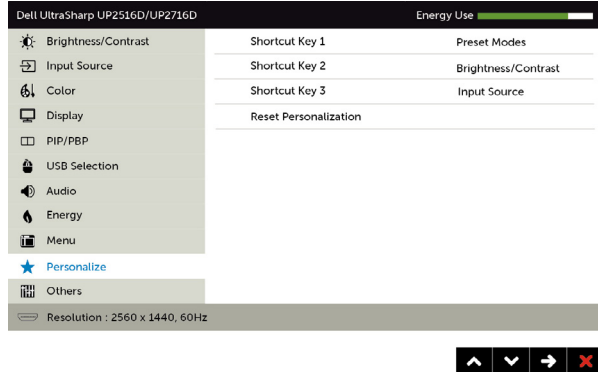 Dell UltraSharp UP2516D/UP2716D Energy Use
Brightness/Contrast Shortcut Key 1 Preset Modes
Input Source Shortcut Key 2 Brightness/Contrast
Color Shortcut Key 3 Input Source
Display Reset Personalization
PIP/PBP
USB Selection
Audio
Energy
Menu
Personalize
Others
Resolution : 2560 x 1440, 60Hz